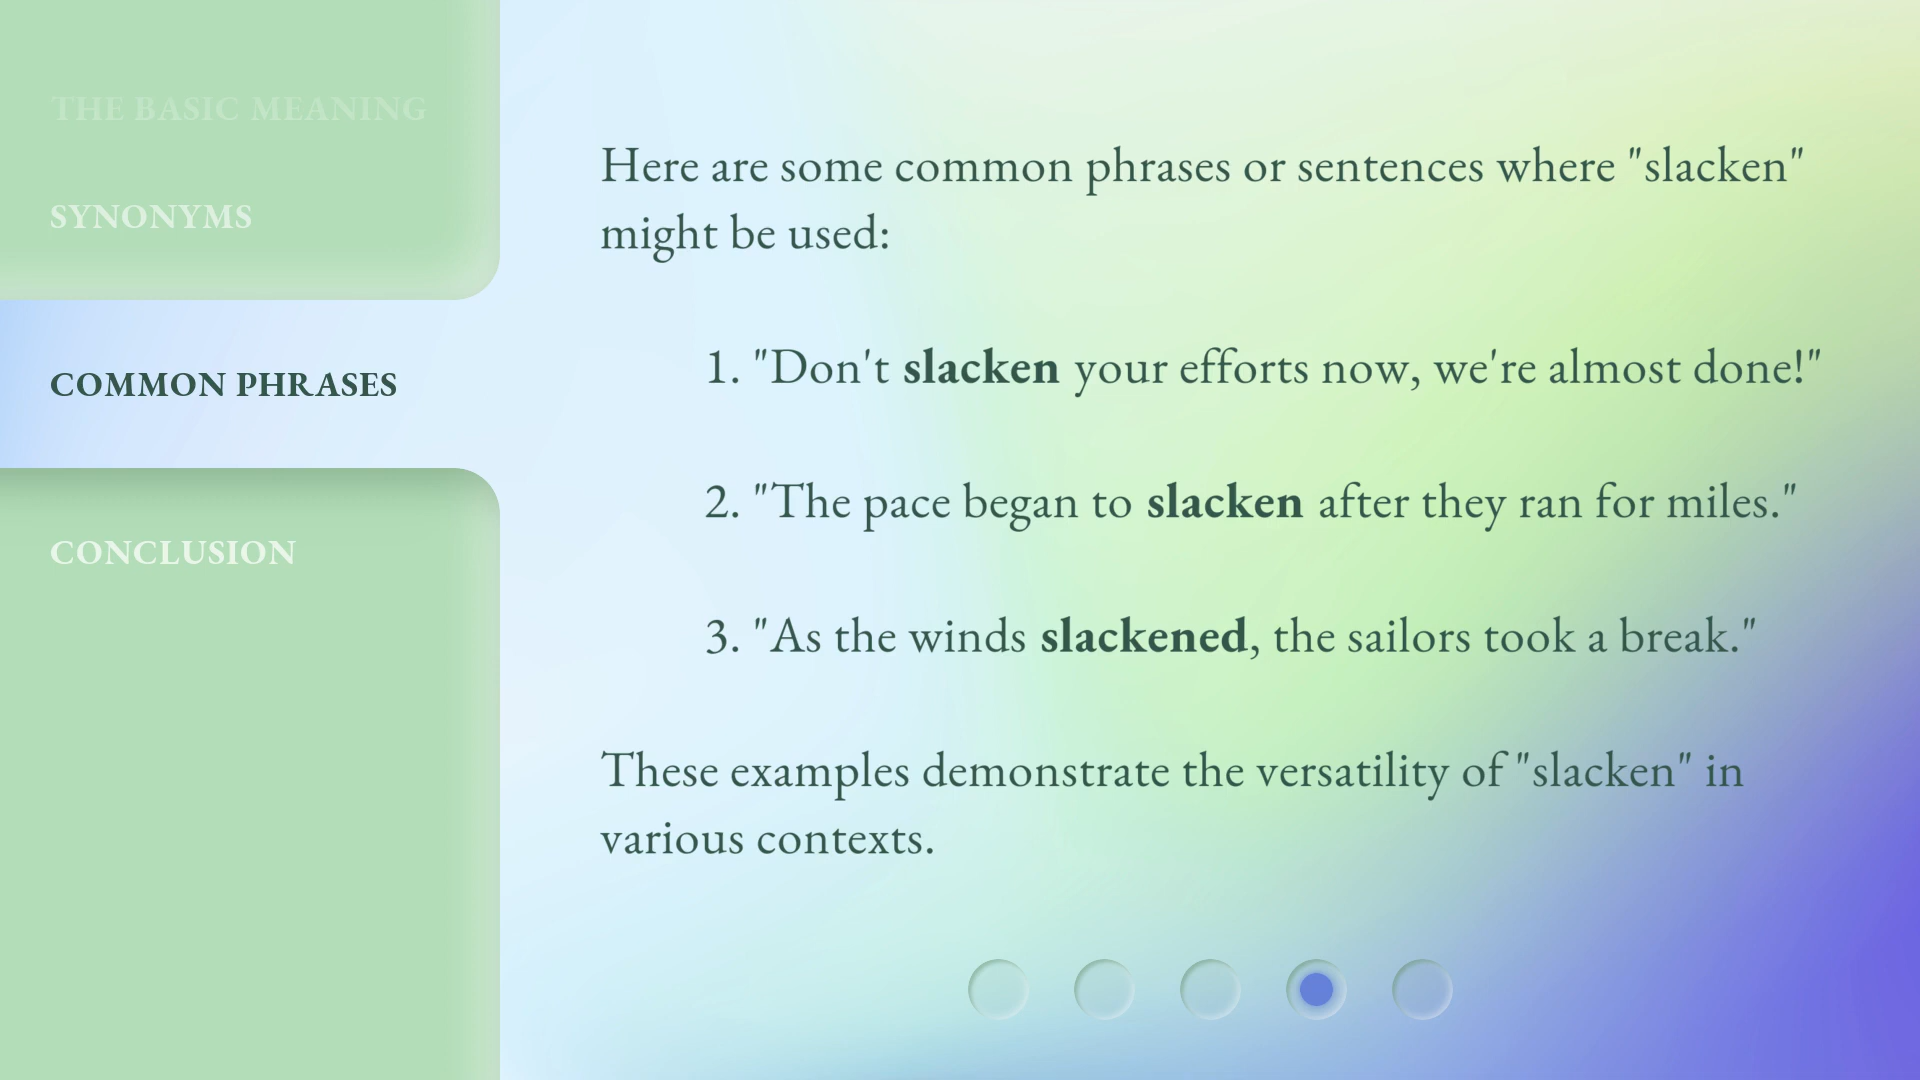 THE BASIC MEANING
SYNONYMS
COMMON PHRASES
CONCLUSION
Here are some common phrases or sentences where "slacken"
might be used:
1. "Don't slacken your efforts now, we're almost done!"
2. "The pace began to slacken after they ran for miles."
3. "As the winds slackened, the sailors took a break."
These examples demonstrate the versatility of "slacken" in
various contexts.